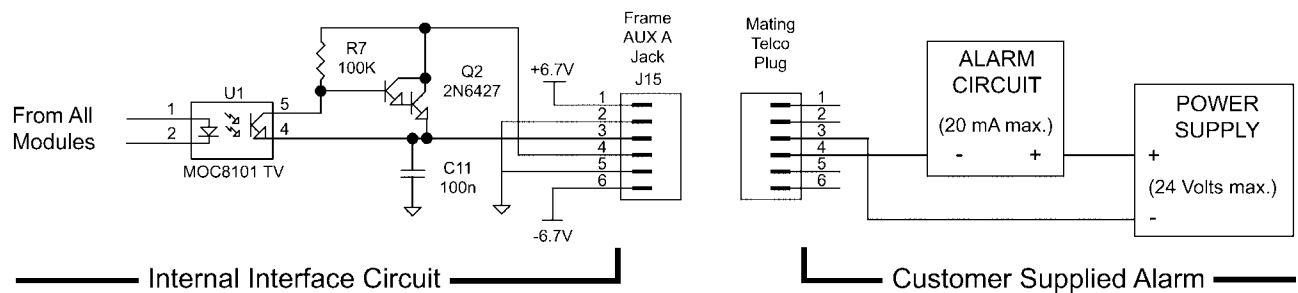 From All
Modules
1
2
U1
5
4
MOC8101 TV
R7
100K
Q2
2N6427
C11
100n
+6.7V
-6.7V
Frame
AUX A
Jack
J15
1
2
3
4
5
6
Mating
Telco
Plug
1
2
3
4
5
6
ALARM
CIRCUIT
(20 mA max.)
- +
POWER
SUPPLY
+
(24 Volts max.)
-
Internal Interface Circuit
Customer Supplied Alarm